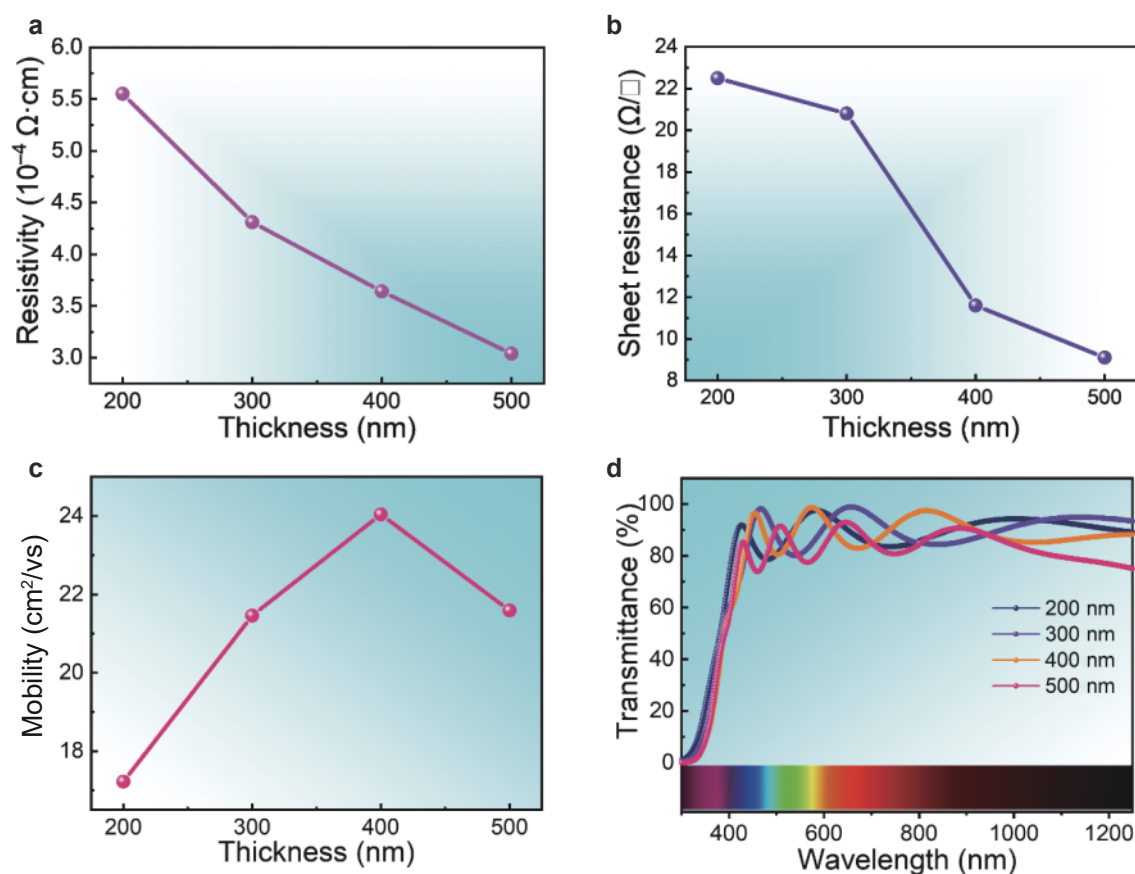 a
6.0
5.5
5.0
4.5
4.0
3.5
3.0
Resistivity (10⁻⁴ Ω·cm)
200 300 400 500
Thickness (nm)
b
24
22
20
18
16
14
12
10
8
Sheet resistance (Ω/□)
200 300 400 500
Thickness (nm)
c
24
22
20
18
Mobility (cm²/vs)
200 300 400 500
Thickness (nm)
d
100
80
60
40
20
0
Transmittance (%)
200 nm
300 nm
400 nm
500 nm
400 600 800 1000 1200
Wavelength (nm)